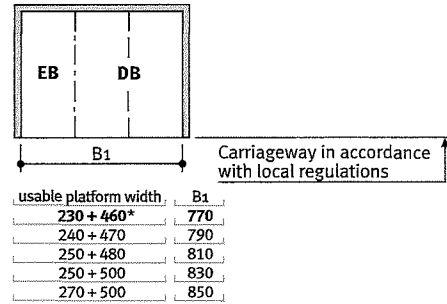 EB DB
B1
Carriageway in accordance
with local regulations
usable platform width B1
230 + 460* 770
240 + 470 790
250 + 480 810
250 + 500 830
270 + 500 850